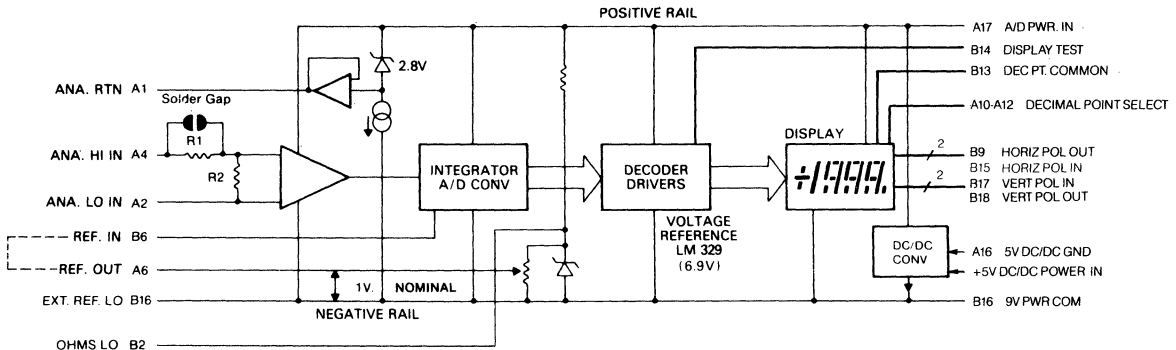 POSITIVE RAIL
A17 A/D PWR. IN
B14 DISPLAY TEST
B13 DEC PT. COMMON
A10-A12 DECIMAL POINT SELECT
2.8V
ANA. RTN A1
Solder Gap
R1
ANA. HI IN A4
R2
ANA. LO IN A2
INTEGRATOR
A/D CONV
DECODER
DRIVERS
DISPLAY
+1999.
2
B9 HORIZ POL OUT
B15 HORIZ POL IN
2
B17 VERT POL IN
B18 VERT POL OUT
VOLTAGE
REFERENCE
LM 329
(6.9V)
REF. IN B6
REF. OUT A6
DC/DC
CONV
A16 5V DC/DC GND
+5V DC/DC POWER IN
1V. NOMINAL
EXT. REF. LO B16
NEGATIVE RAIL
B16 9V PWR COM
OHMS LO B2